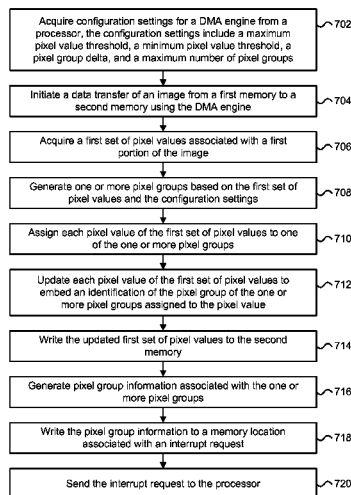 Acquire configuration settings for a DMA engine from a
processor, the configuration settings include a maximum
pixel value threshold, a minimum pixel value threshold, a
pixel group delta, and a maximum number of pixel groups
702
Initiate a data transfer of an image from a first memory to a
second memory using the DMA engine
704
Acquire a first set of pixel values associated with a first
portion of the image
706
Generate one or more pixel groups based on the first set of
pixel values and the configuration settings
708
Assign each pixel value of the first set of pixel values to one
of the one or more pixel groups
710
Update each pixel value of the first set of pixel values to
embed an identification of the pixel group of the one or
more pixel groups assigned to the pixel value
712
Write the updated first set of pixel values to the second
memory
714
Generate pixel group information associated with the one or
more pixel groups
716
Write the pixel group information to a memory location
associated with an interrupt request
718
Send the interrupt request to the processor
720